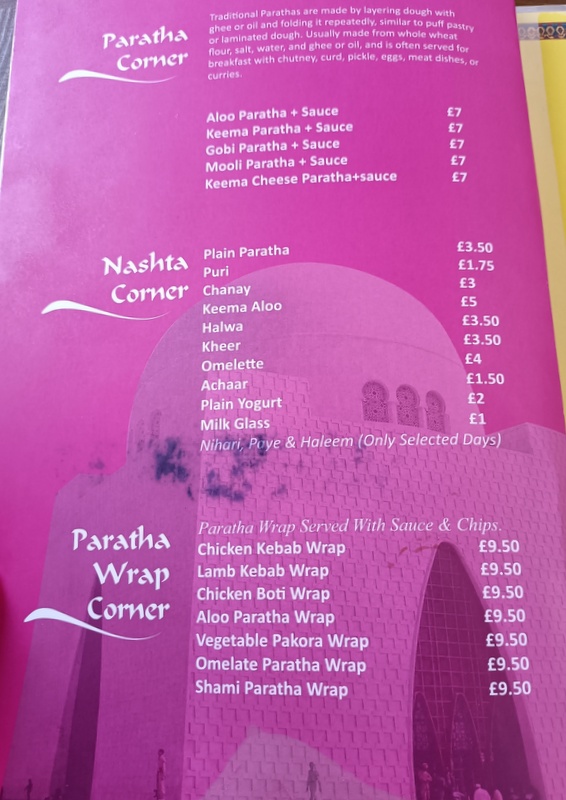 Paratha
Corner
Traditional Parathas are made by layering dough with
ghee or oil and folding it repeatedly, similar to puff pastry
or laminated dough. Usually made from whole wheat
flour, salt, water, and ghee or oil, and is often served for
breakfast with chutney, curd, pickle, eggs, meat dishes, or
curries.
Aloo Paratha + Sauce £7
Keema Paratha + Sauce £7
Gobi Paratha + Sauce £7
Mooli Paratha + Sauce £7
Keema Cheese Paratha+sauce £7
Nashta
Corner
Plain Paratha £3.50
Puri £1.75
Chanay £3
Keema Aloo £5
Halwa £3.50
Kheer £3.50
Omelette £4
Achaar £1.50
Plain Yogurt £2
Milk Glass £1
Nihari, Paye & Haleem (Only Selected Days)
Paratha
Wrap
Corner
Paratha Wrap Served With Sauce & Chips.
Chicken Kebab Wrap £9.50
Lamb Kebab Wrap £9.50
Chicken Boti Wrap £9.50
Aloo Paratha Wrap £9.50
Vegetable Pakora Wrap £9.50
Omelate Paratha Wrap £9.50
Shami Paratha Wrap £9.50